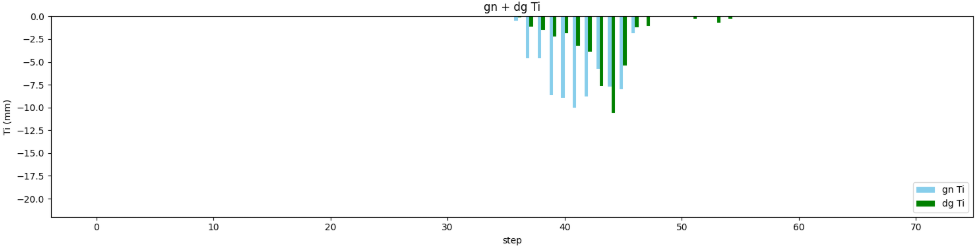 gn + dg Ti
0.0
−2.5
−5.0
−7.5
−10.0
−12.5
−15.0
−17.5
−20.0
Ti (mm)
0 10 20 30 40 50 60 70
step
gn Ti
dg Ti